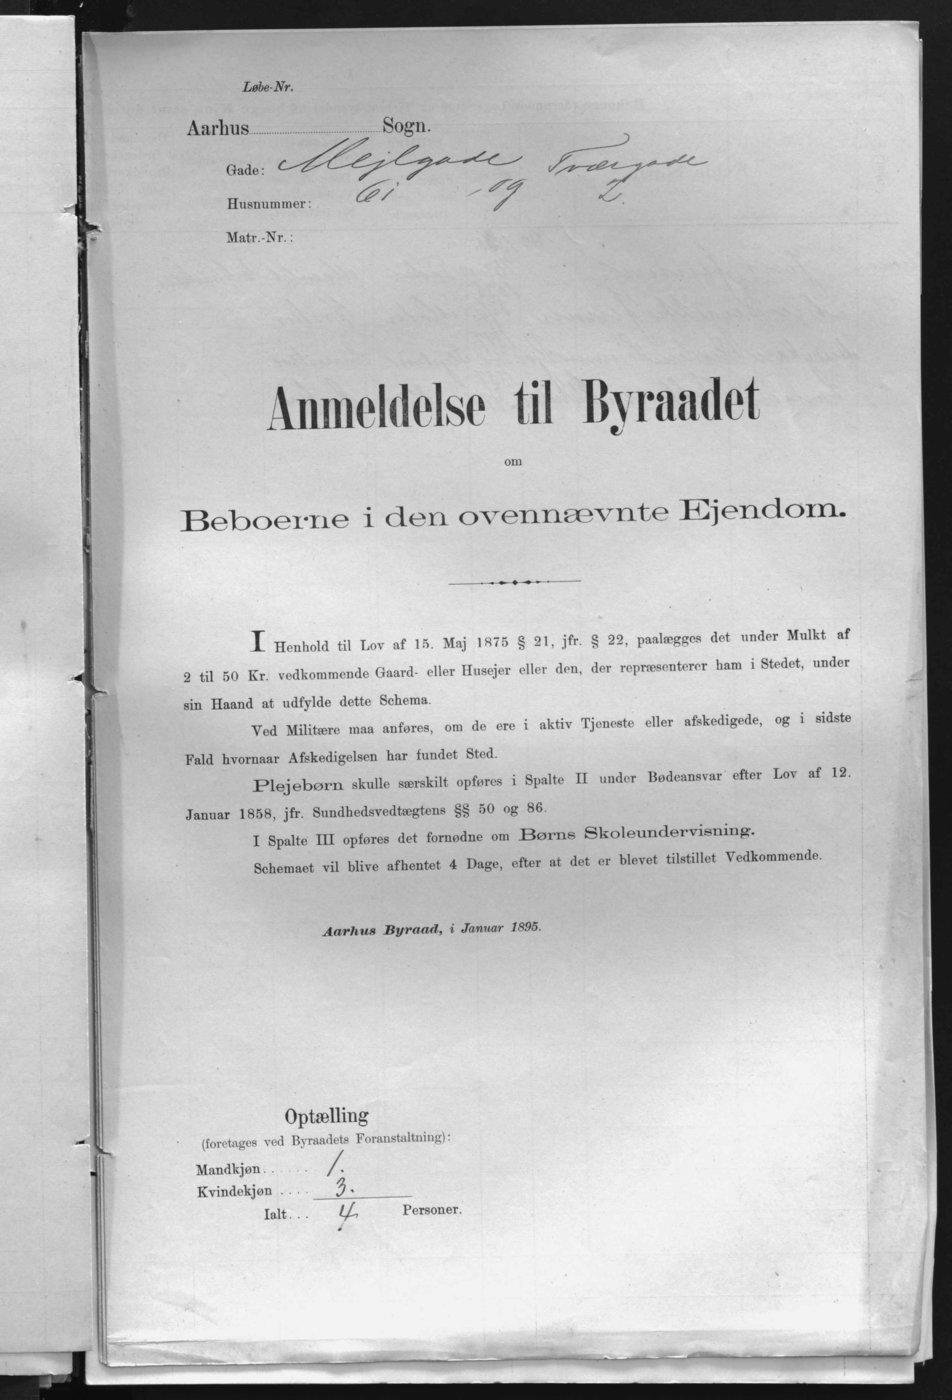 Løbe-Nr.
Aarhus Sogn.
Gade: Mejlgade Tværgade
Husnummer: 61 og 2.
Matr.-Nr.:
Anmeldelse til Byraadet
om
Beboerne i den ovennævnte Ejendom.
I Henhold til Lov af 15. Maj 1875 § 21, jfr. § 22, paalægges det under Mulkt af
2 til 50 Kr. vedkommende Gaard- eller Husejer eller den, der repræsenterer ham i Stedet, under
sin Haand at udfylde dette Schema.
Ved Militære maa anføres, om de ere i aktiv Tjeneste eller afskedigede, og i sidste
Fald hvornaar Afskedigelsen har fundet Sted.
Plejebørn skulle særskilt opføres i Spalte II under Bødeansvar efter Lov af 12.
Januar 1858, jfr. Sundhedsvedtægtens §§ 50 og 86.
I Spalte III opføres det fornødne om Børns Skoleundervisning.
Schemaet vil blive afhentet 4 Dage, efter at det er blevet tilstillet Vedkommende.
Aarhus Byraad, i Januar 1895.
Optælling
(foretages ved Byraadets Foranstaltning):
Mandkjøn...... 1.
Kvindekjøn .... 3.
Ialt... 4 Personer.